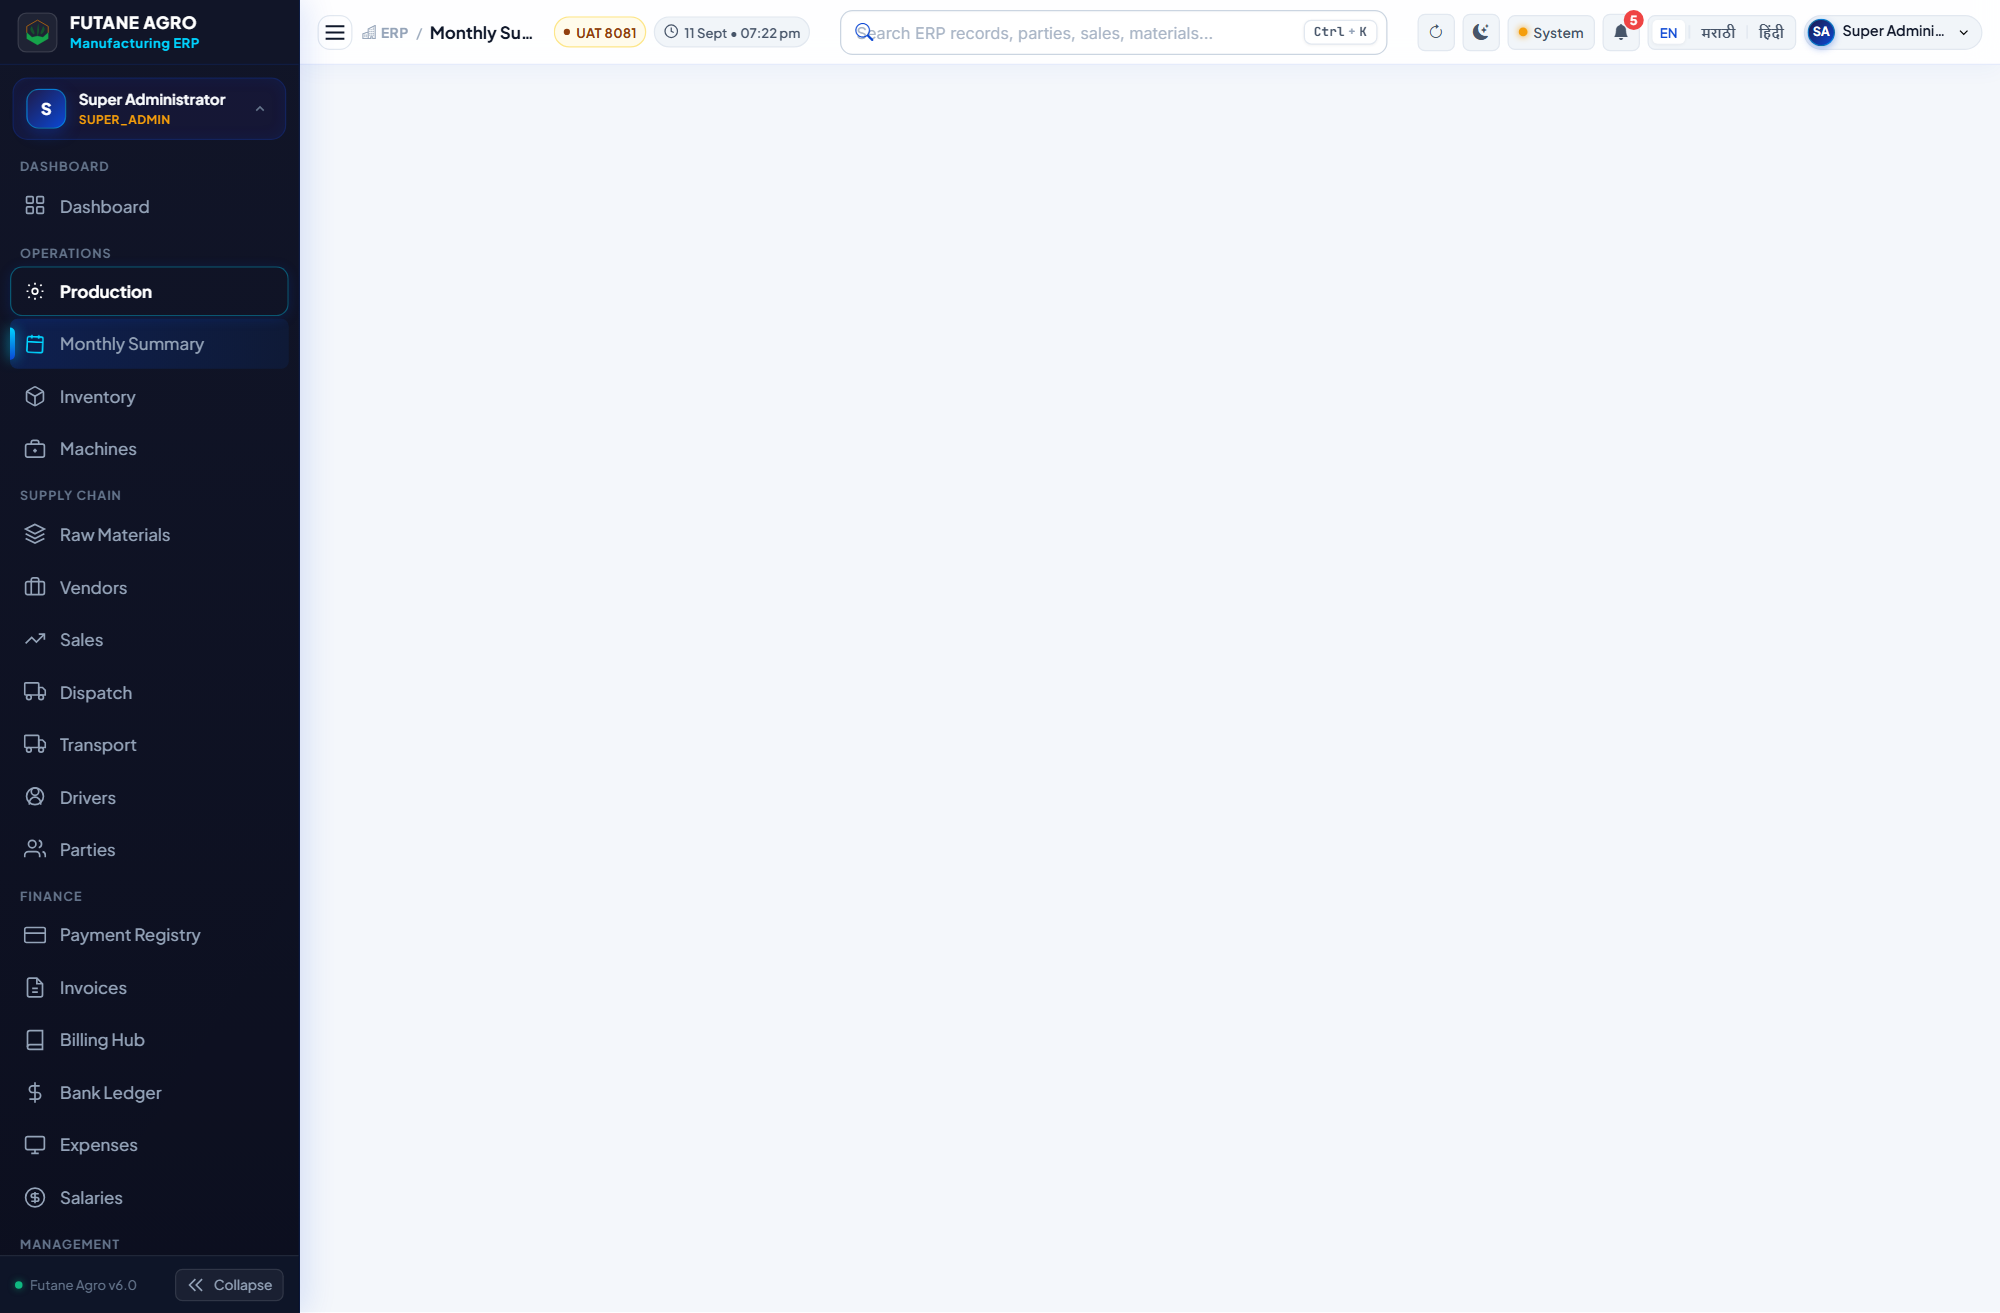 FUTANE AGRO
Manufacturing ERP
S
Super Administrator
SUPER_ADMIN
DASHBOARD
Dashboard
OPERATIONS
Production
Monthly Summary
Inventory
Machines
SUPPLY CHAIN
Raw Materials
Vendors
Sales
Dispatch
Transport
Drivers
Parties
FINANCE
Payment Registry
Invoices
Billing Hub
Bank Ledger
Expenses
Salaries
MANAGEMENT
Futane Agro v6.0
Collapse
ERP / Monthly Su...
UAT 8081
11 Sept • 07:22 pm
Search ERP records, parties, sales, materials...
Ctrl + K
System
5
EN
मराठी
हिंदी
SA
Super Admini...